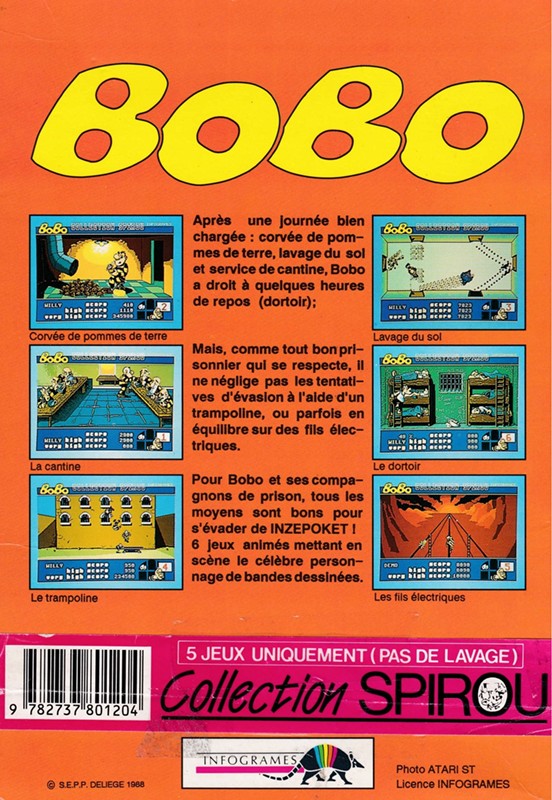 BOBO
Après une journée bien
chargée : corvée de pom-
mes de terre, lavage du sol
et service de cantine, Bobo
a droit à quelques heures
de repos (dortoir);
Corvée de pommes de terre
Lavage du sol
Mais, comme tout bon pri-
sonnier qui se respecte, il
ne néglige pas les tentati-
ves d'évasion à l'aide d'un
trampoline, ou parfois en
équilibre sur des fils élec-
triques.
La cantine
Le dortoir
Pour Bobo et ses compa-
gnons de prison, tous les
moyens sont bons pour
s'évader de INZEPOKET !
6 jeux animés mettant en
scène le célèbre person-
nage de bandes dessinées.
Le trampoline
Les fils électriques
5 JEUX UNIQUEMENT (PAS DE LAVAGE)
Collection SPIROU
9 782737 801204
INFOGRAMES
© S.E.P.P. DELIEGE 1988
Photo ATARI ST
Licence INFOGRAMES